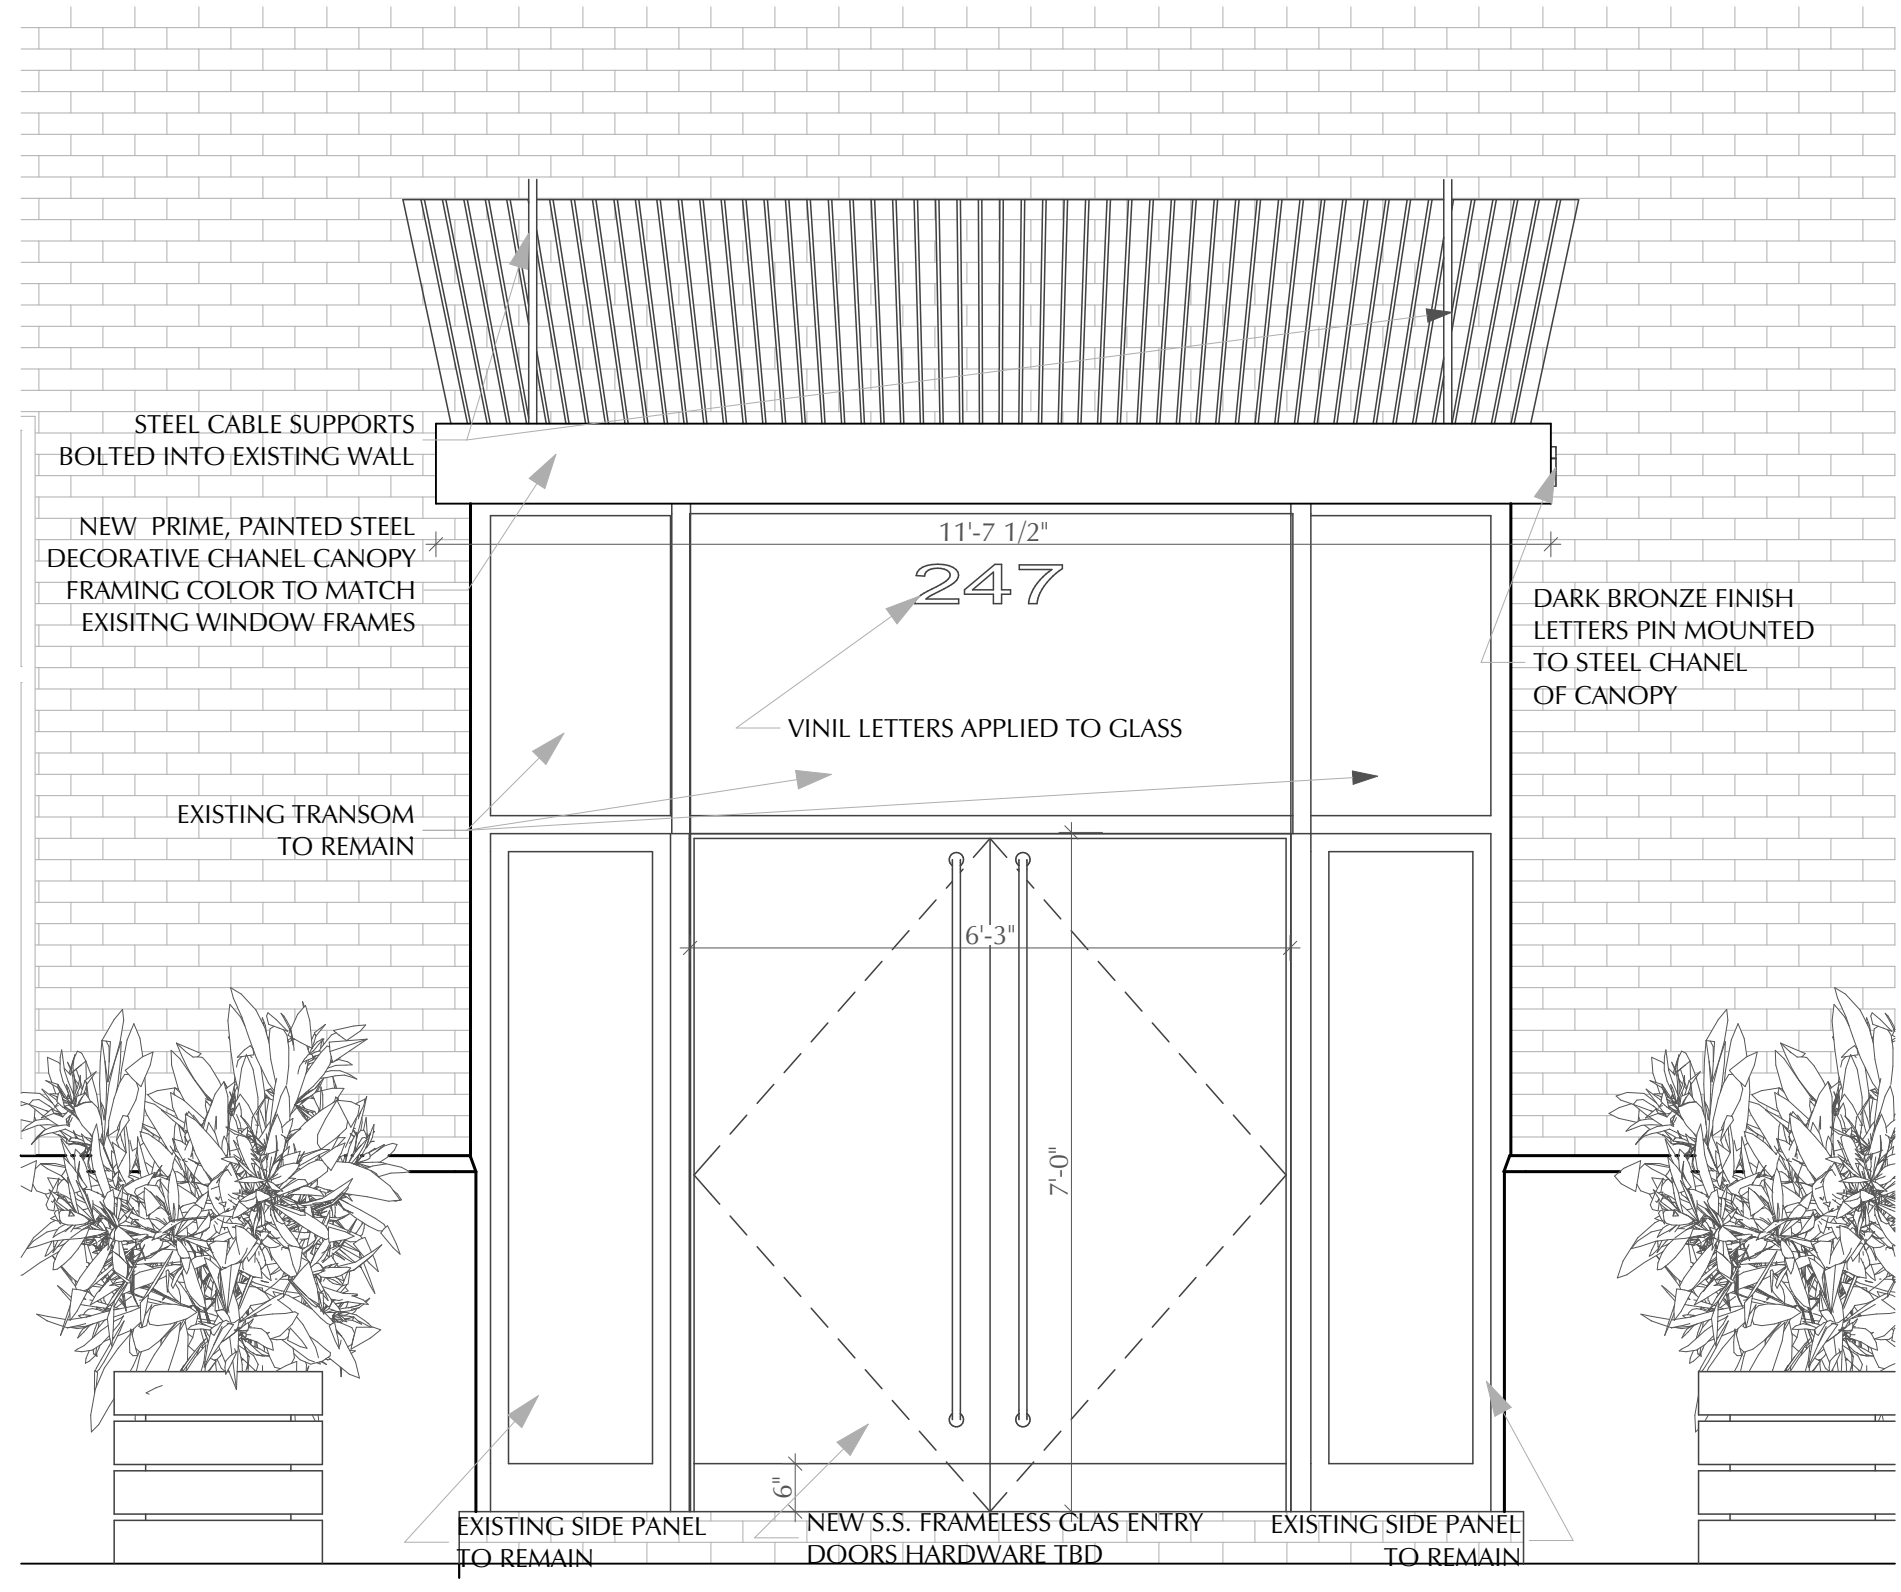 STEEL CABLE SUPPORTS
BOLTED INTO EXISTING WALL
NEW PRIME, PAINTED STEEL
DECORATIVE CHANEL CANOPY
FRAMING COLOR TO MATCH
EXISITNG WINDOW FRAMES
11'-7 1/2"
247
DARK BRONZE FINISH
LETTERS PIN MOUNTED
TO STEEL CHANEL
OF CANOPY
VINIL LETTERS APPLIED TO GLASS
EXISTING TRANSOM
TO REMAIN
6'-3"
7'-0"
6"
EXISTING SIDE PANEL
TO REMAIN
NEW S.S. FRAMELESS GLAS ENTRY
DOORS HARDWARE TBD
EXISTING SIDE PANEL
TO REMAIN